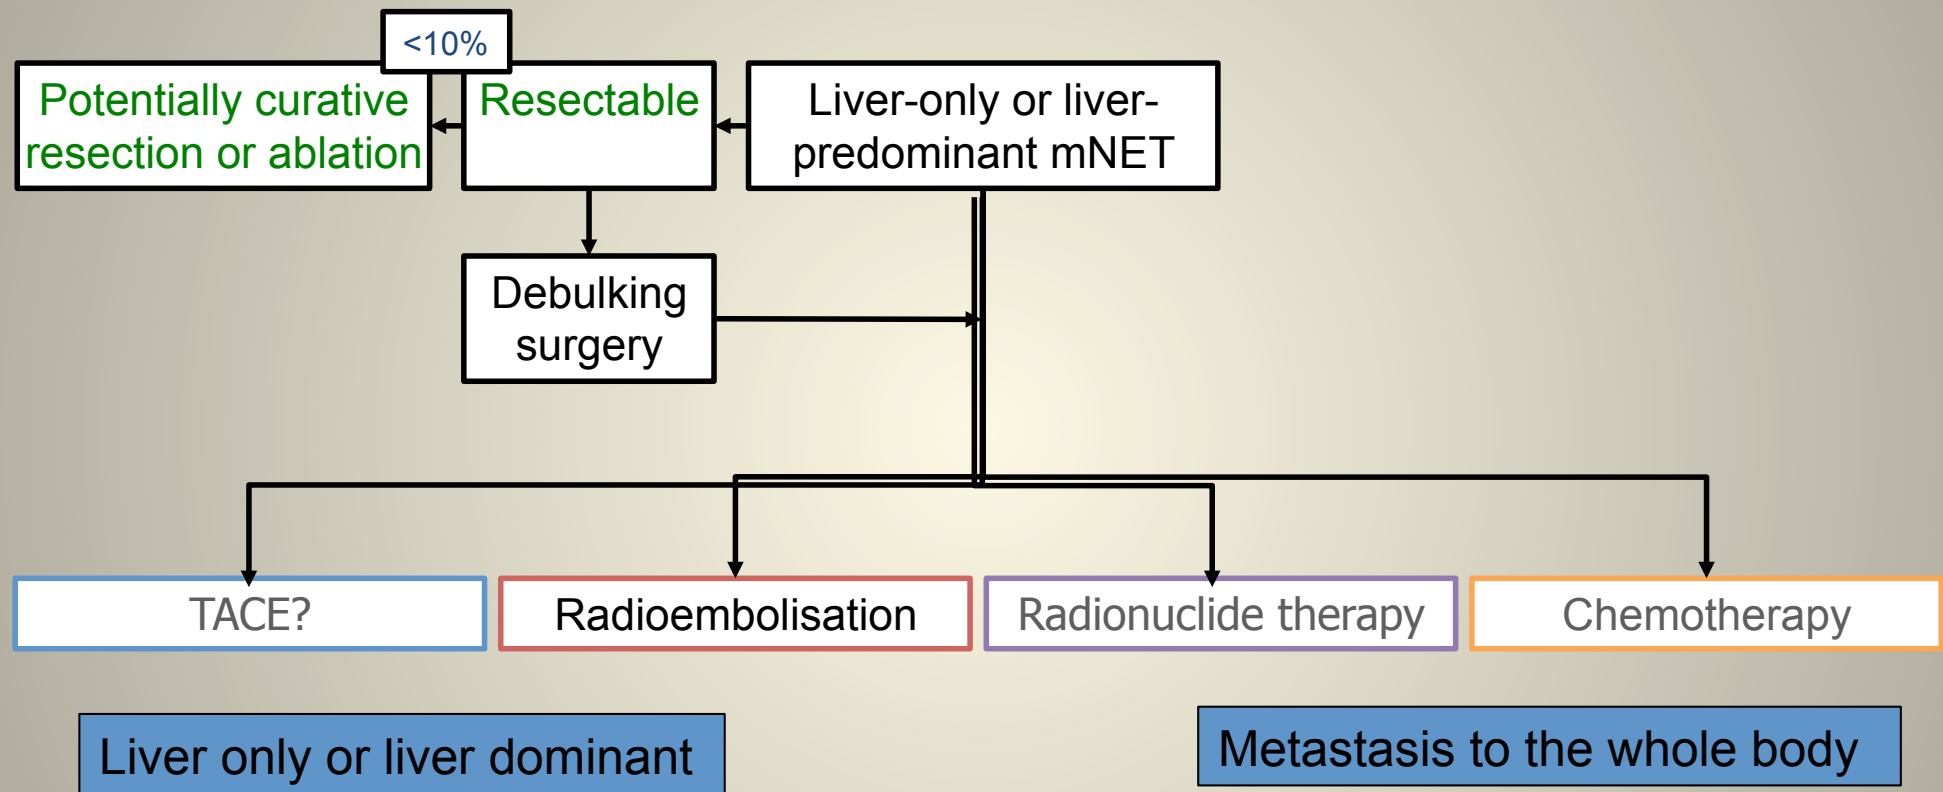 <10%
Potentially curative
resection or ablation
Resectable
Liver-only or liver-
predominant mNET
Debulking
surgery
TACE?
Radioembolisation
Radionuclide therapy
Chemotherapy
Liver only or liver dominant
Metastasis to the whole body